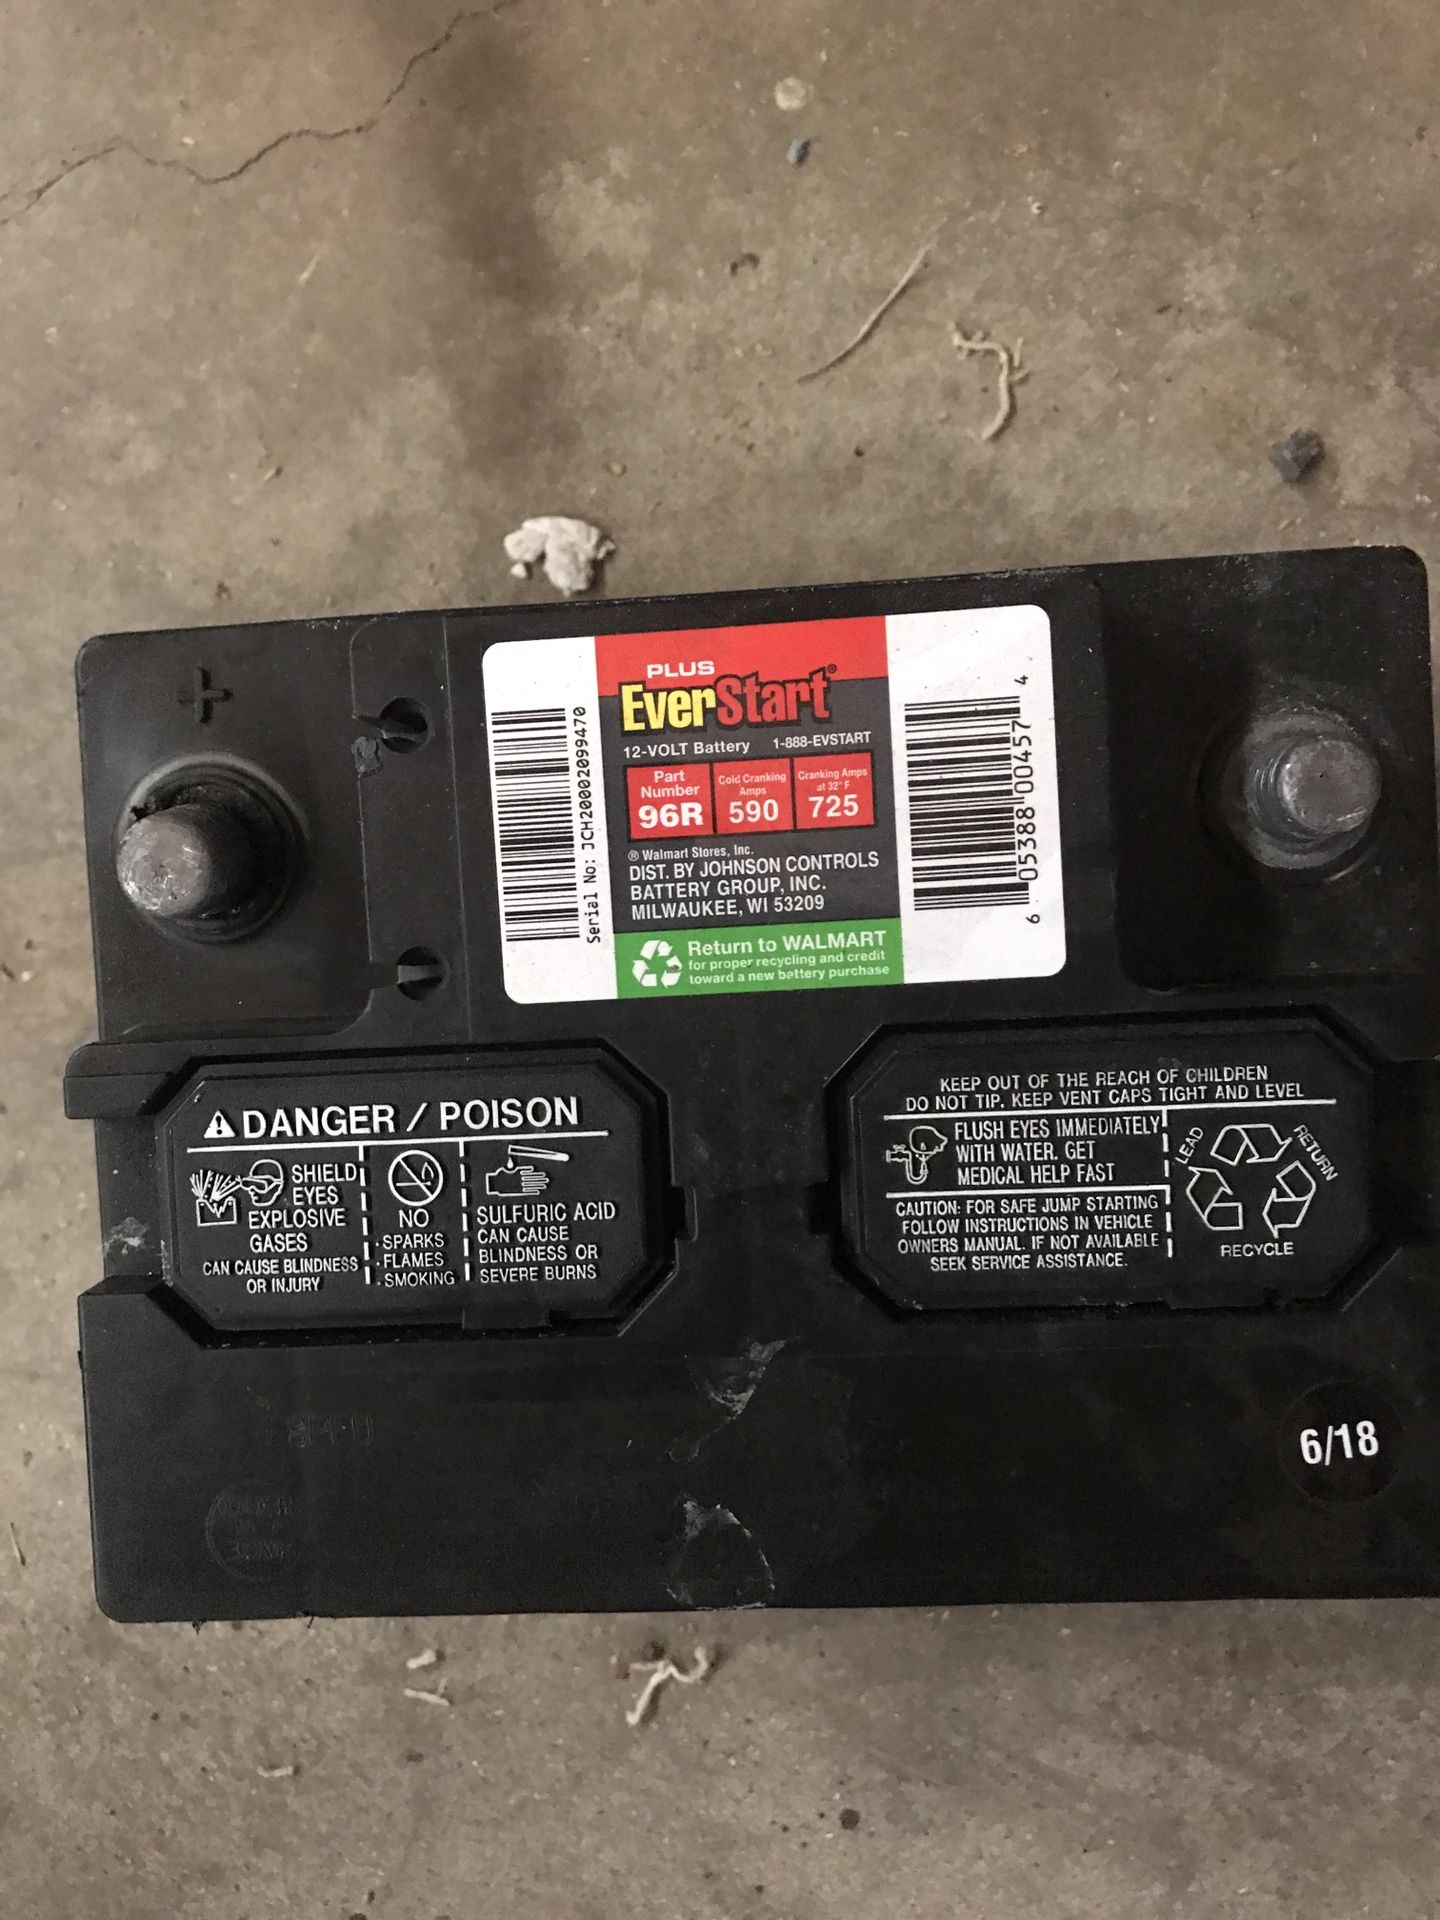 +
PLUS
EverStart®
12-VOLT Battery 1-888-EVSTART
Part Number 96R
Cold Cranking Amps 590
Cranking Amps at 32° F 725
® Walmart Stores, Inc.
DIST. BY JOHNSON CONTROLS
BATTERY GROUP, INC.
MILWAUKEE, WI 53209
Return to WALMART
for proper recycling and credit
toward a new battery purchase
Serial No: JCH20002099470
6 05388 00457 4
DANGER / POISON
SHIELD
EYES
EXPLOSIVE
GASES
CAN CAUSE BLINDNESS
OR INJURY
NO
• SPARKS
• FLAMES
• SMOKING
SULFURIC ACID
CAN CAUSE
BLINDNESS OR
SEVERE BURNS
KEEP OUT OF THE REACH OF CHILDREN
DO NOT TIP. KEEP VENT CAPS TIGHT AND LEVEL
FLUSH EYES IMMEDIATELY
WITH WATER. GET
MEDICAL HELP FAST
CAUTION: FOR SAFE JUMP STARTING
FOLLOW INSTRUCTIONS IN VEHICLE
OWNERS MANUAL. IF NOT AVAILABLE
SEEK SERVICE ASSISTANCE.
LEAD
RETURN
RECYCLE
6/18